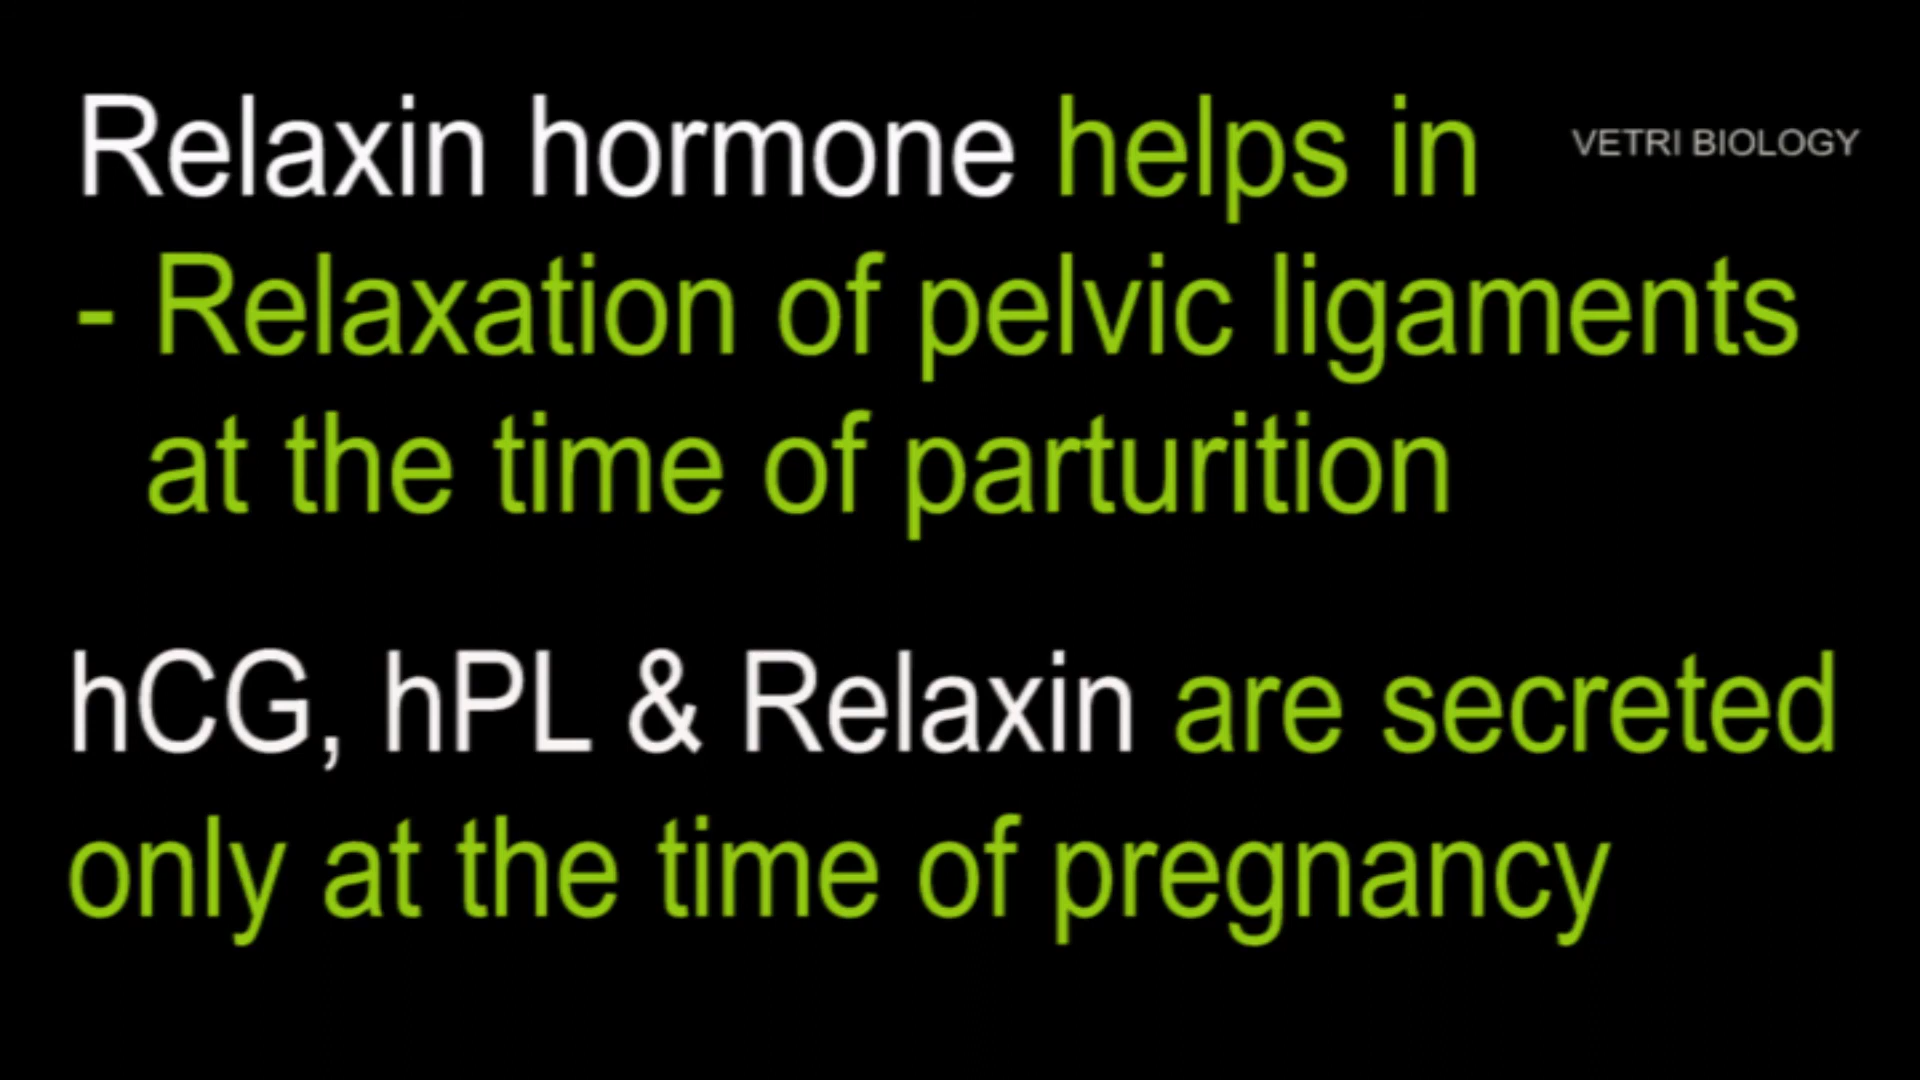 Relaxin hormone helps in
VETRI BIOLOGY
- Relaxation of pelvic ligaments
at the time of parturition
hCG, hPL & Relaxin are secreted
only at the time of pregnancy